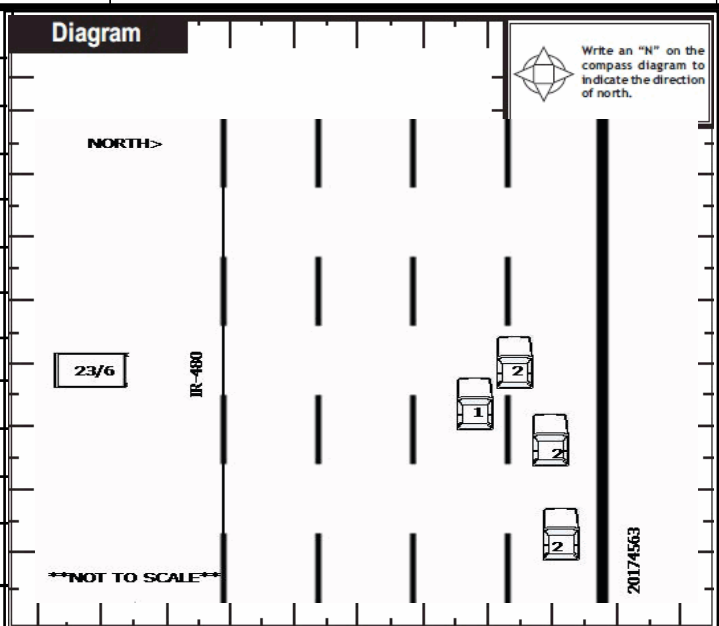 Diagram
Write an “N” on the
compass diagram to
indicate the direction
of north.
NORTH>
IR-480
23/6
2
1
2
2
20174563
**NOT TO SCALE**